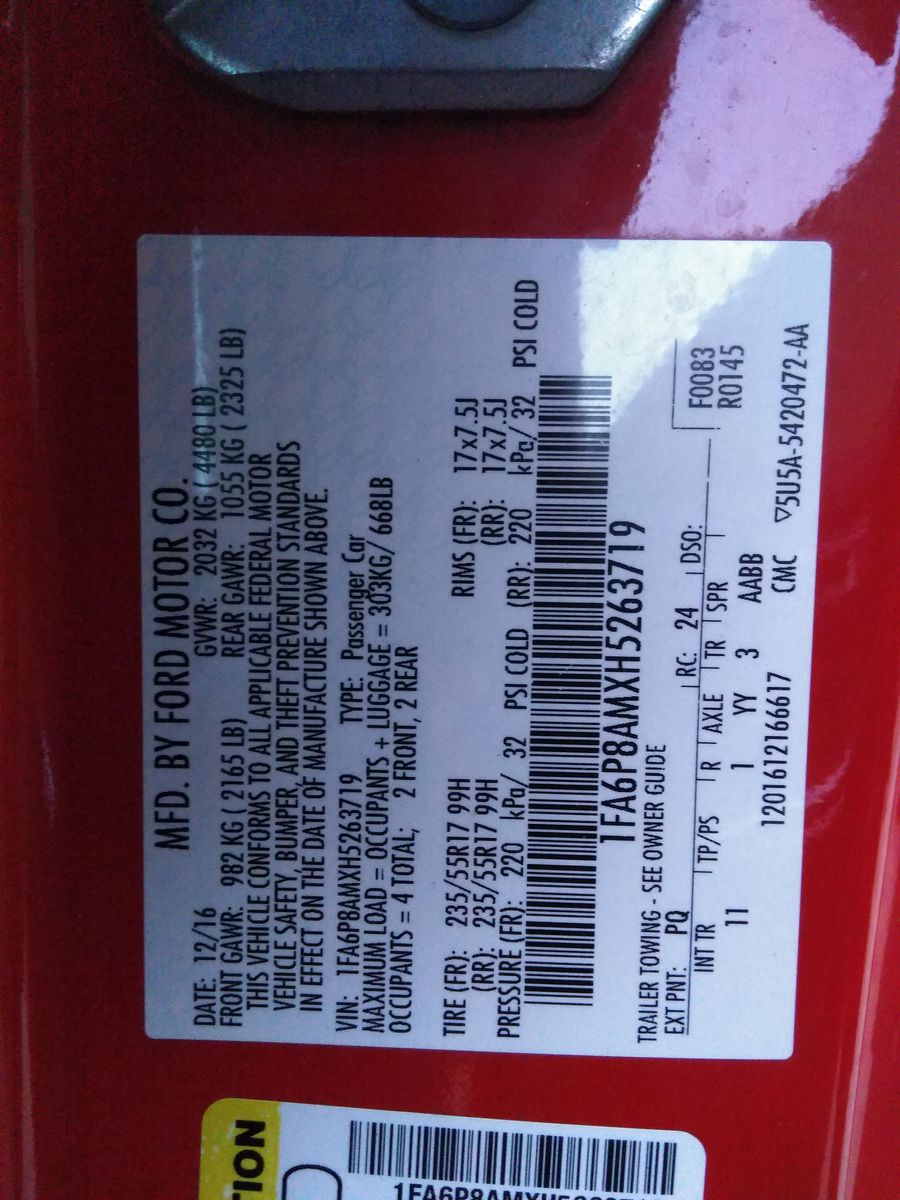 MFD. BY FORD MOTOR CO.
DATE: 12/16 GVWR: 2032 KG ( 4480 LB)
FRONT GAWR: 982 KG ( 2165 LB) REAR GAWR: 1055 KG ( 2325 LB)
THIS VEHICLE CONFORMS TO ALL APPLICABLE FEDERAL MOTOR
VEHICLE SAFETY, BUMPER, AND THEFT PREVENTION STANDARDS
IN EFFECT ON THE DATE OF MANUFACTURE SHOWN ABOVE.
VIN: 1FA6P8AMXH5263719 TYPE: Passenger Car
MAXIMUM LOAD = OCCUPANTS + LUGGAGE = 303KG/ 668LB
OCCUPANTS = 4 TOTAL; 2 FRONT, 2 REAR
TIRE (FR): 235/55R17 99H RIMS (FR): 17x7.5J
(RR): 235/55R17 99H (RR): 17x7.5J
PRESSURE (FR): 220 kPa/ 32 PSI COLD (RR): 220 kPa/ 32 PSI COLD
1FA6P8AMXH5263719
TRAILER TOWING - SEE OWNER GUIDE
EXT PNT: PQ RC: 24 DSO: F0083
R0145
INT TR TP/PS R AXLE TR SPR
11 1 YY 3 AABB
1201612166617 CMC ▽5U5A-5420472-AA
TION